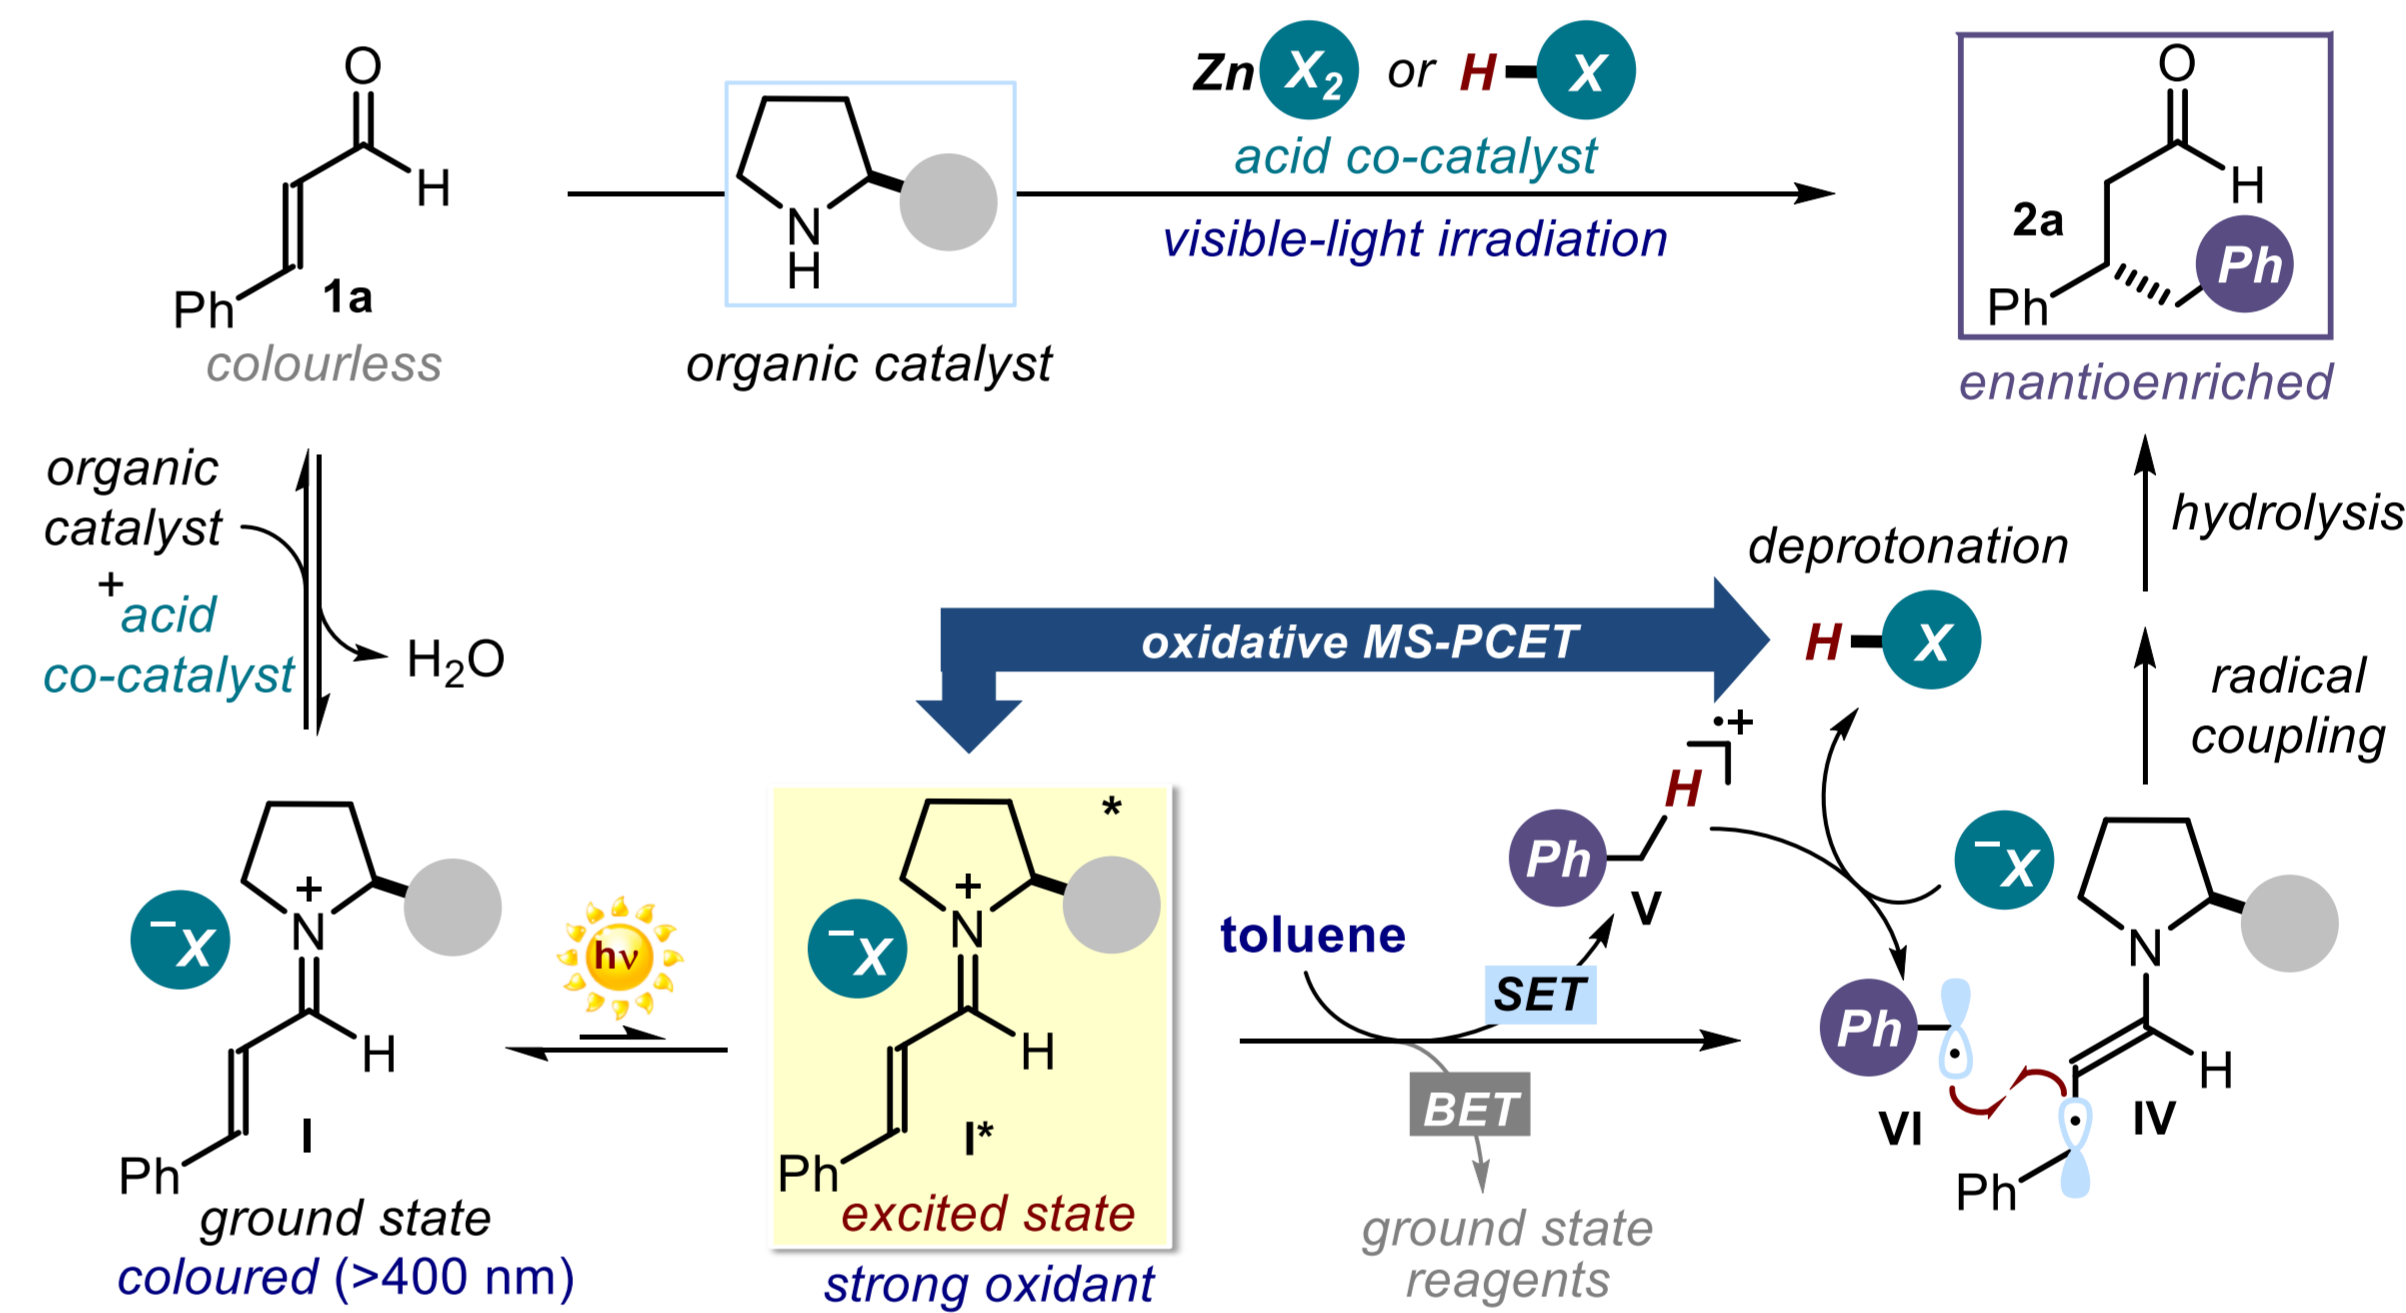 O
H
Ph
1a
colourless
N
H
organic catalyst
Zn X2 or H X
acid co-catalyst
visible-light irradiation
O
H
2a
Ph
Ph
enantioenriched
organic
catalyst
+
acid
co-catalyst
H2O
oxidative MS-PCET
deprotonation
H X
hydrolysis
radical
coupling
+
N
−X
H
I
Ph
ground state
coloured (>400 nm)
hν
*
+
N
−X
H
I*
Ph
excited state
strong oxidant
toluene
SET
BET
ground state
reagents
•+
H
Ph
V
−X
Ph
VI
N
H
IV
Ph